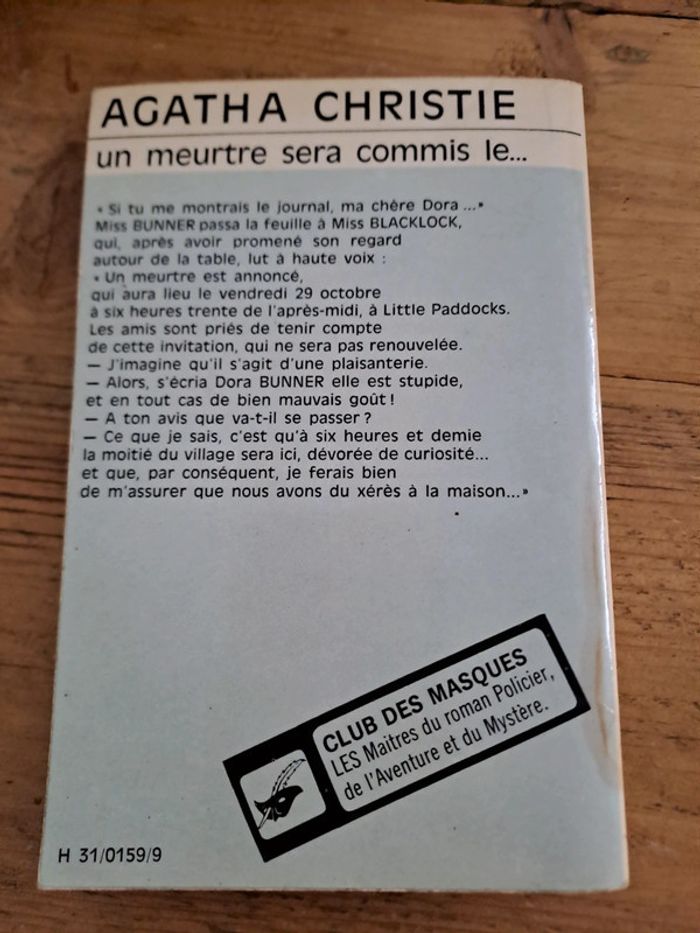 AGATHA CHRISTIE
un meurtre sera commis le...
« Si tu me montrais le journal, ma chère Dora ...»
Miss BUNNER passa la feuille à Miss BLACKLOCK,
qui, après avoir promené son regard
autour de la table, lut à haute voix :
« Un meurtre est annoncé,
qui aura lieu le vendredi 29 octobre
à six heures trente de l'après-midi, à Little Paddocks.
Les amis sont priés de tenir compte
de cette invitation, qui ne sera pas renouvelée.
— J'imagine qu'il s'agit d'une plaisanterie.
— Alors, s'écria Dora BUNNER elle est stupide,
et en tout cas de bien mauvais goût !
— A ton avis que va-t-il se passer ?
— Ce que je sais, c'est qu'à six heures et demie
la moitié du village sera ici, dévorée de curiosité...
et que, par conséquent, je ferais bien
de m'assurer que nous avons du xérès à la maison...»
CLUB DES MASQUES
LES Maitres du roman Policier,
de l'Aventure et du Mystère.
H 31/0159/9